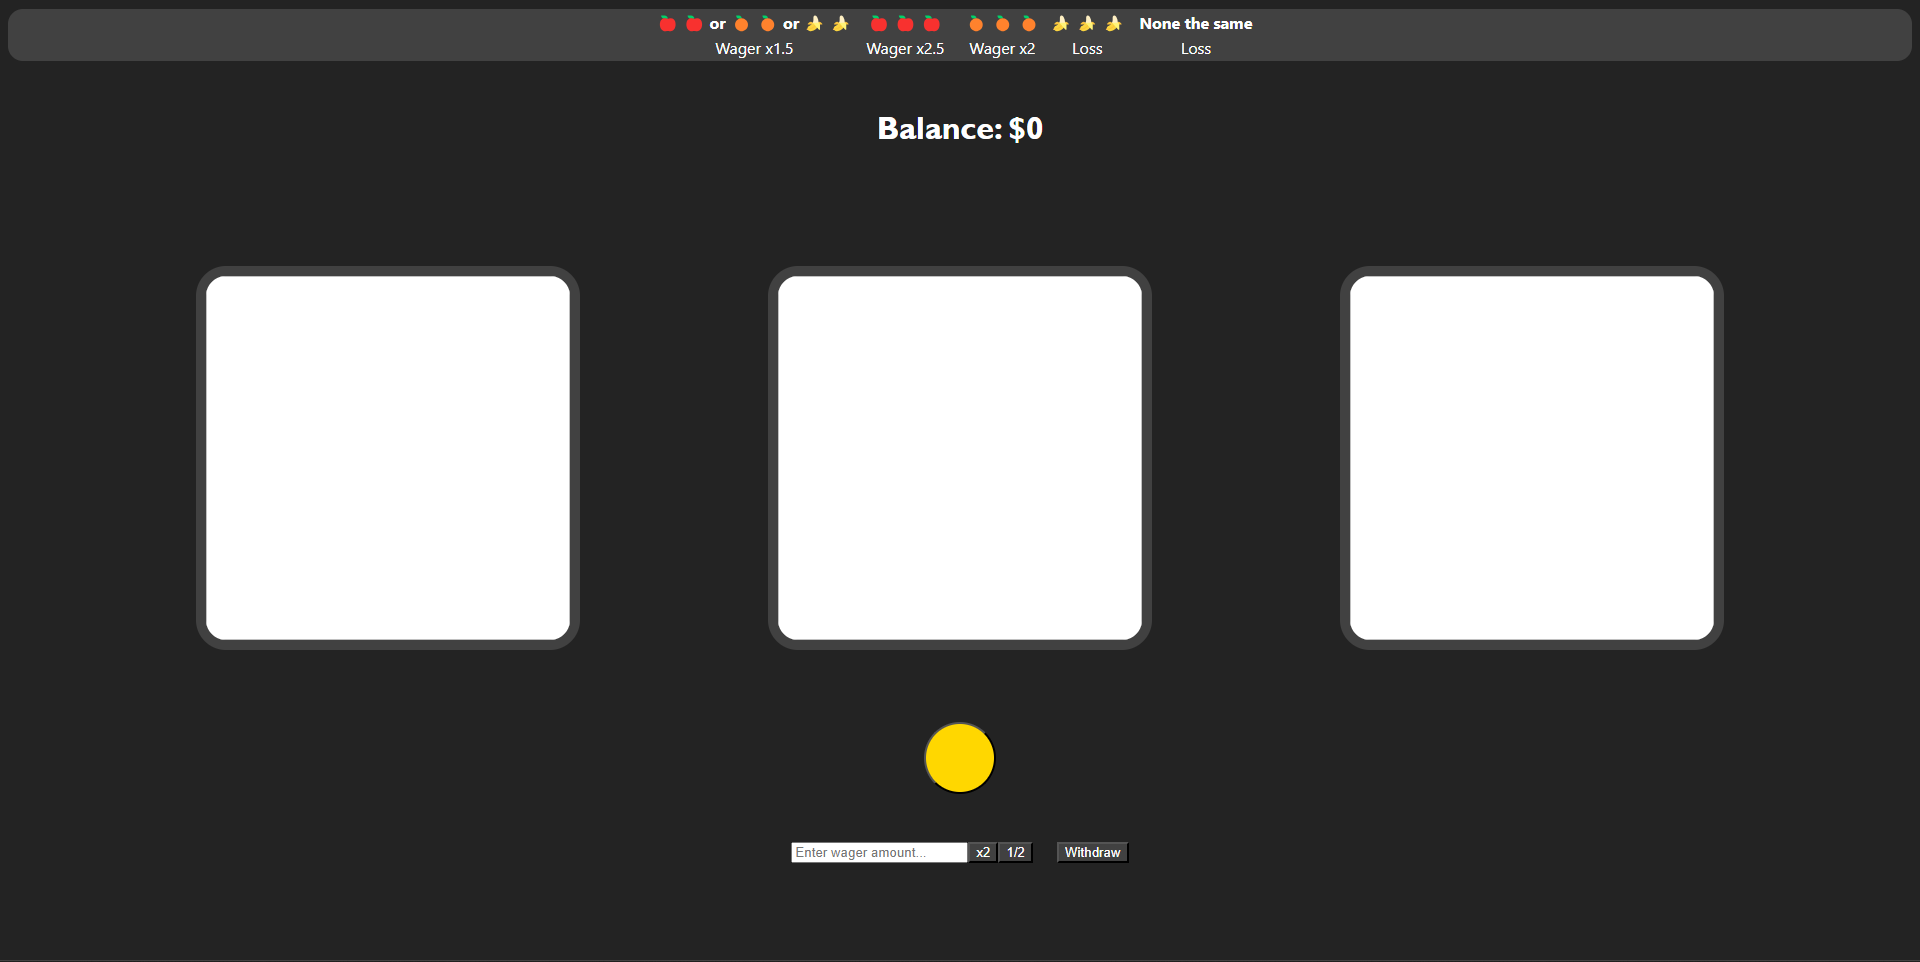 🍎 🍎 or 🍊 🍊 or 🍌 🍌 🍎 🍎 🍎 🍊 🍊 🍊 🍌 🍌 🍌 None the same
Wager x1.5 Wager x2.5 Wager x2 Loss Loss
Balance: $0
Enter wager amount... x2 1/2 Withdraw